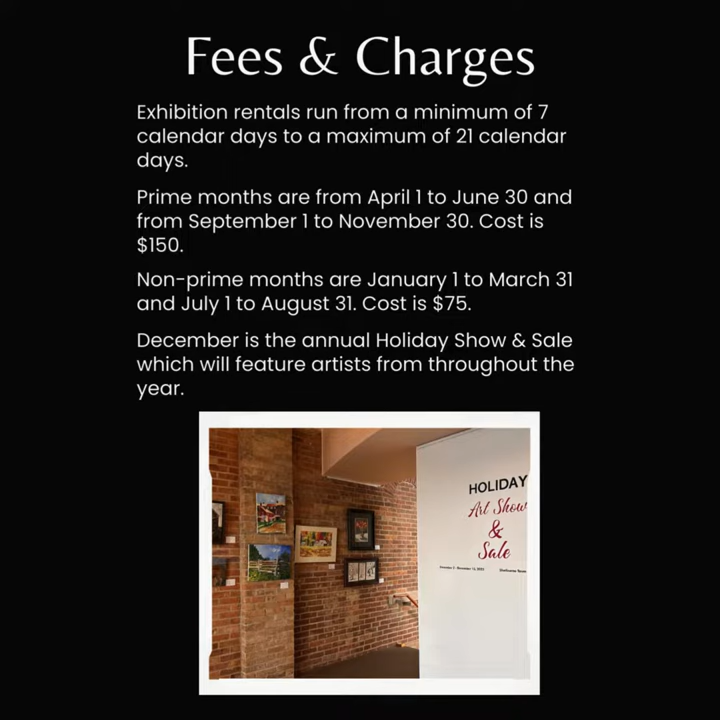 Fees & Charges
Exhibition rentals run from a minimum of 7
calendar days to a maximum of 21 calendar
days.
Prime months are from April 1 to June 30 and
from September 1 to November 30. Cost is
$150.
Non-prime months are January 1 to March 31
and July 1 to August 31. Cost is $75.
December is the annual Holiday Show & Sale
which will feature artists from throughout the
year.
HOLIDAY
Art Show
&
Sale